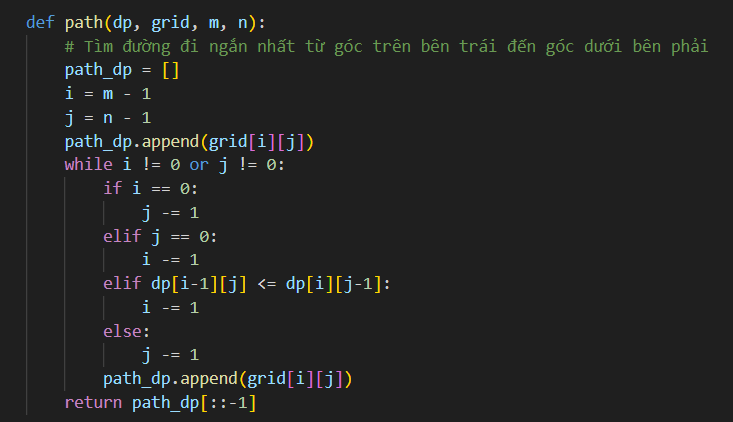 def path(dp, grid, m, n):
    # Tìm đường đi ngắn nhất từ góc trên bên trái đến góc dưới bên phải
    path_dp = []
    i = m - 1
    j = n - 1
    path_dp.append(grid[i][j])
    while i != 0 or j != 0:
        if i == 0:
            j -= 1
        elif j == 0:
            i -= 1
        elif dp[i-1][j] <= dp[i][j-1]:
            i -= 1
        else:
            j -= 1
        path_dp.append(grid[i][j])
    return path_dp[::-1]